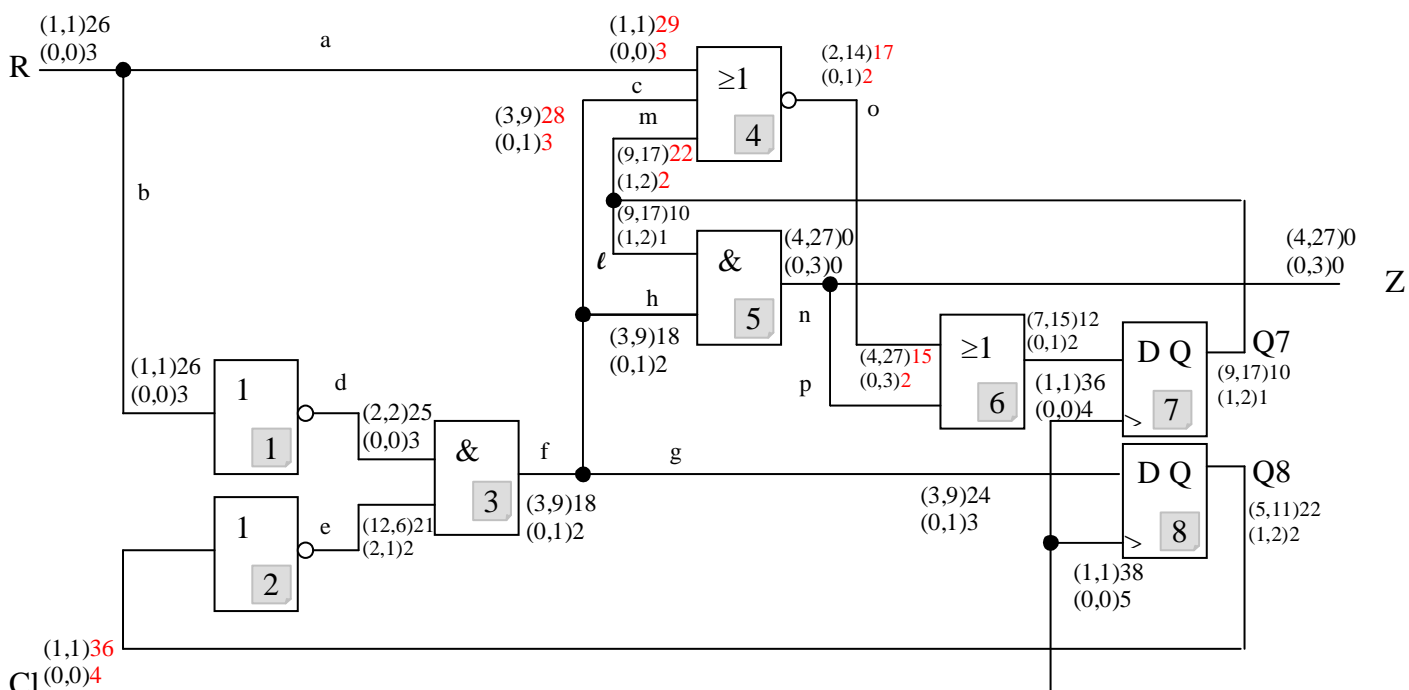 (1,1)26
(0,0)3
R
a
(1,1)29
(0,0)3
≥1
4
(2,14)17
(0,1)2
o
c
m
(3,9)28
(0,1)3
(9,17)22
(1,2)2
b
(9,17)10
(1,2)1
ℓ
&
5
(4,27)0
(0,3)0
n
(4,27)0
(0,3)0
Z
h
(3,9)18
(0,1)2
(4,27)15
(0,3)2
p
≥1
6
(7,15)12
(0,1)2
D Q
7
Q7
(9,17)10
(1,2)1
(1,1)36
(0,0)4
(1,1)26
(0,0)3
1
1
d
(2,2)25
(0,0)3
&
3
f
g
(3,9)18
(0,1)2
(3,9)24
(0,1)3
D Q
8
Q8
(5,11)22
(1,2)2
(1,1)38
(0,0)5
1
2
e
(12,6)21
(2,1)2
(1,1)36
(0,0)4
Cl